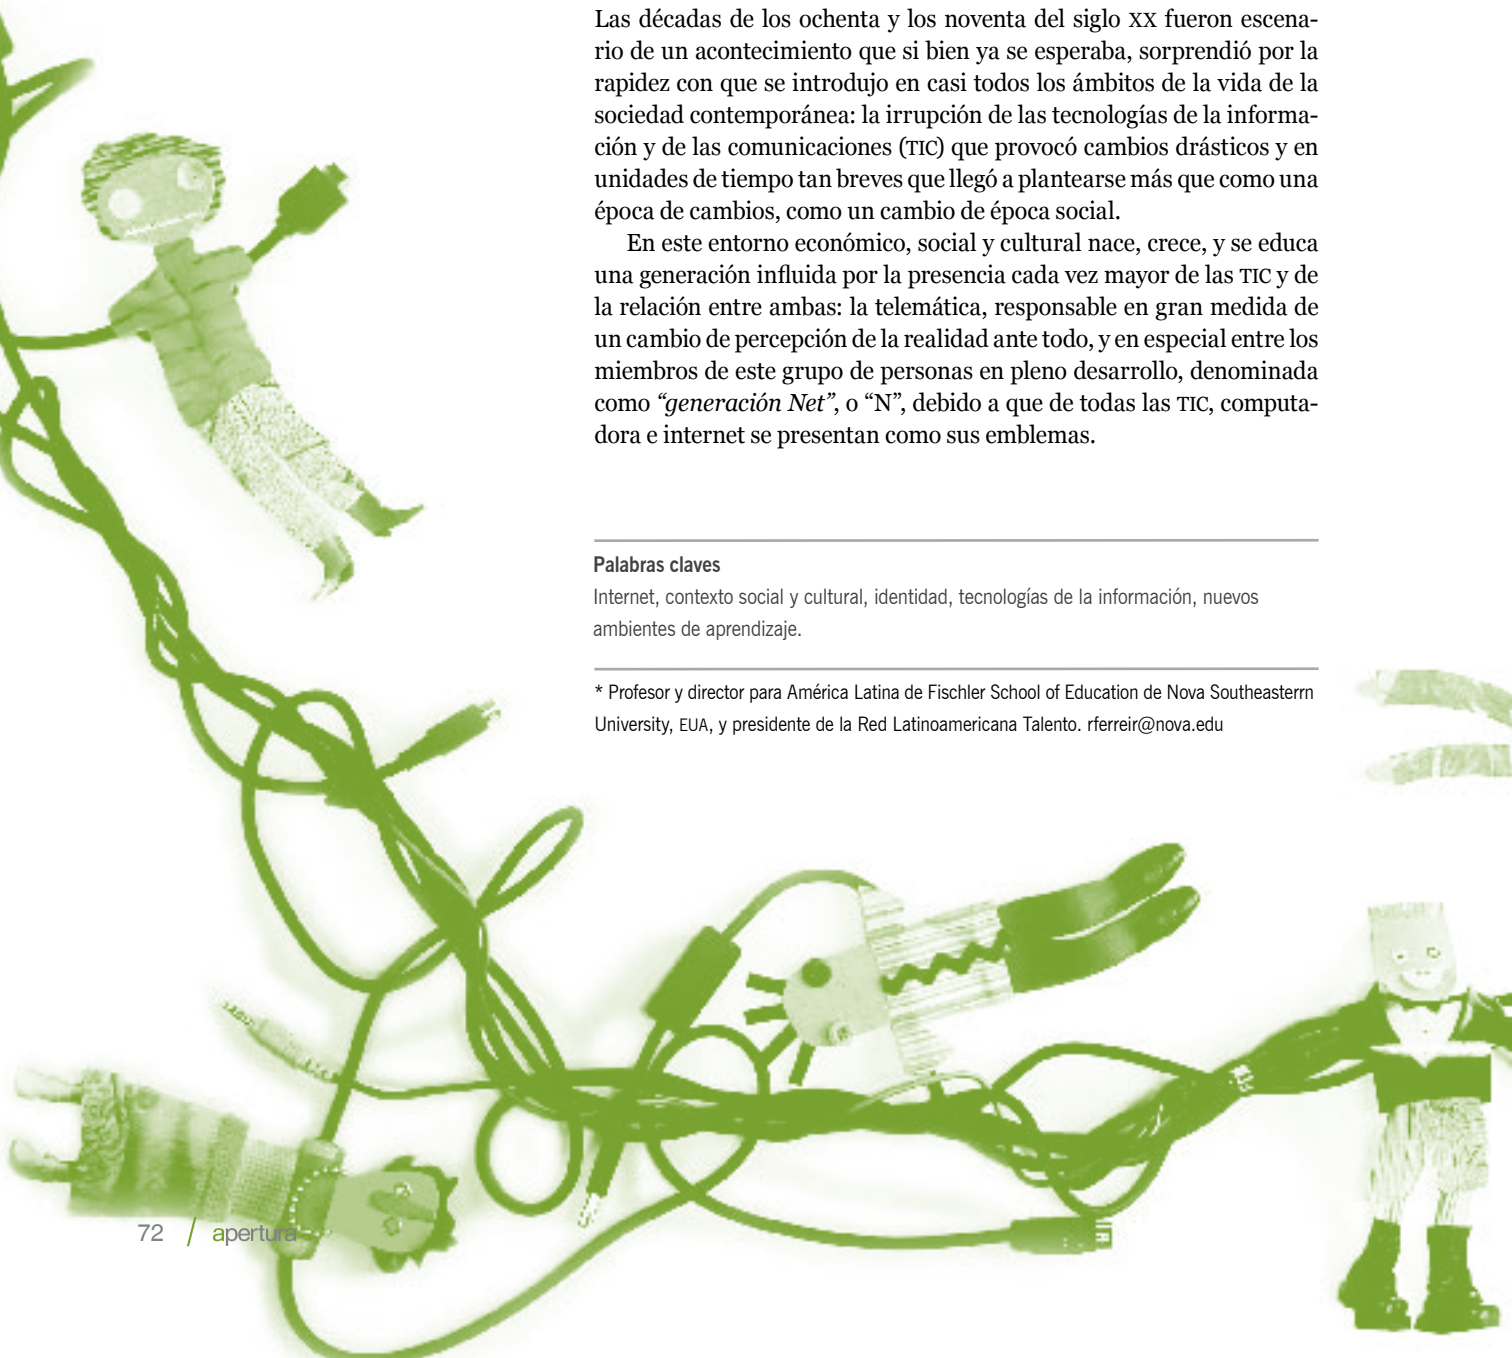 Las décadas de los ochenta y los noventa del siglo XX fueron escena-
rio de un acontecimiento que si bien ya se esperaba, sorprendió por la
rapidez con que se introdujo en casi todos los ámbitos de la vida de la
sociedad contemporánea: la irrupción de las tecnologías de la informa-
ción y de las comunicaciones (TIC) que provocó cambios drásticos y en
unidades de tiempo tan breves que llegó a plantearse más que como una
época de cambios, como un cambio de época social.
En este entorno económico, social y cultural nace, crece, y se educa
una generación influida por la presencia cada vez mayor de las TIC y de
la relación entre ambas: la telemática, responsable en gran medida de
un cambio de percepción de la realidad ante todo, y en especial entre los
miembros de este grupo de personas en pleno desarrollo, denominada
como “generación Net”, o “N”, debido a que de todas las TIC, computa-
dora e internet se presentan como sus emblemas.
Palabras claves
Internet, contexto social y cultural, identidad, tecnologías de la información, nuevos
ambientes de aprendizaje.
* Profesor y director para América Latina de Fischler School of Education de Nova Southeasterrn
University, EUA, y presidente de la Red Latinoamericana Talento. rferreir@nova.edu
72 / apertura